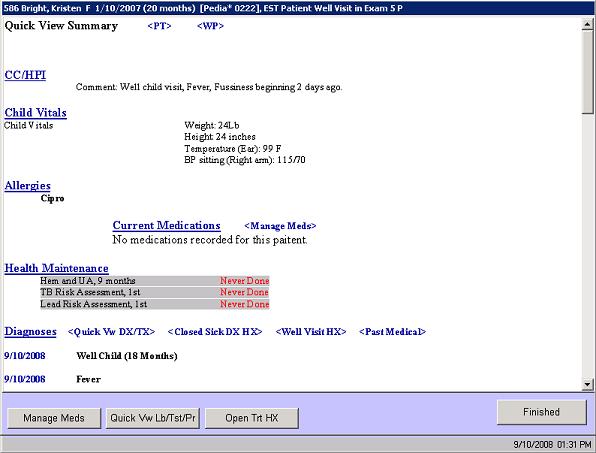 586 Bright, Kristen F 1/10/2007 (20 months) [Pedia* 0222], EST Patient Well Visit in Exam 5 P
Quick View Summary <PT> <WP>
CC/HPI
Comment: Well child visit, Fever, Fussiness beginning 2 days ago.
Child Vitals
Child Vitals Weight: 24Lb
Height: 24 inches
Temperature (Ear): 99 F
BP sitting (Right arm): 115/70
Allergies
Cipro
Current Medications <Manage Meds>
No medications recorded for this paitent.
Health Maintenance
Hem and UA, 9 months Never Done
TB Risk Assessment, 1st Never Done
Lead Risk Assessment, 1st Never Done
Diagnoses <Quick Vw DX/TX> <Closed Sick DX HX> <Well Visit HX> <Past Medical>
9/10/2008 Well Child (18 Months)
9/10/2008 Fever
Manage Meds Quick Vw Lb/Tst/Pr Open Trt HX Finished
9/10/2008 01:31 PM